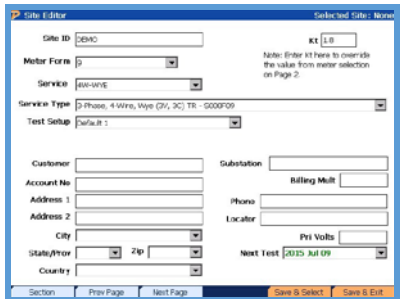 Site Editor Selected Site: None
Site ID DEMO Kt 1.0
Note: Enter Kt here to override
the value from meter selection
on Page 2.
Meter Form 9
Service 4W-WYE
Service Type 3-Phase, 4-Wire, Wye (3V, 3C) TR - S000F09
Test Setup Default 1
Customer Substation
Account No Billing Mult
Address 1 Phone
Address 2 Locator
City Pri Volts
State/Prov Zip Next Test 2015 Jul 09
Country
Section Prev Page Next Page Save & Select Save & Exit